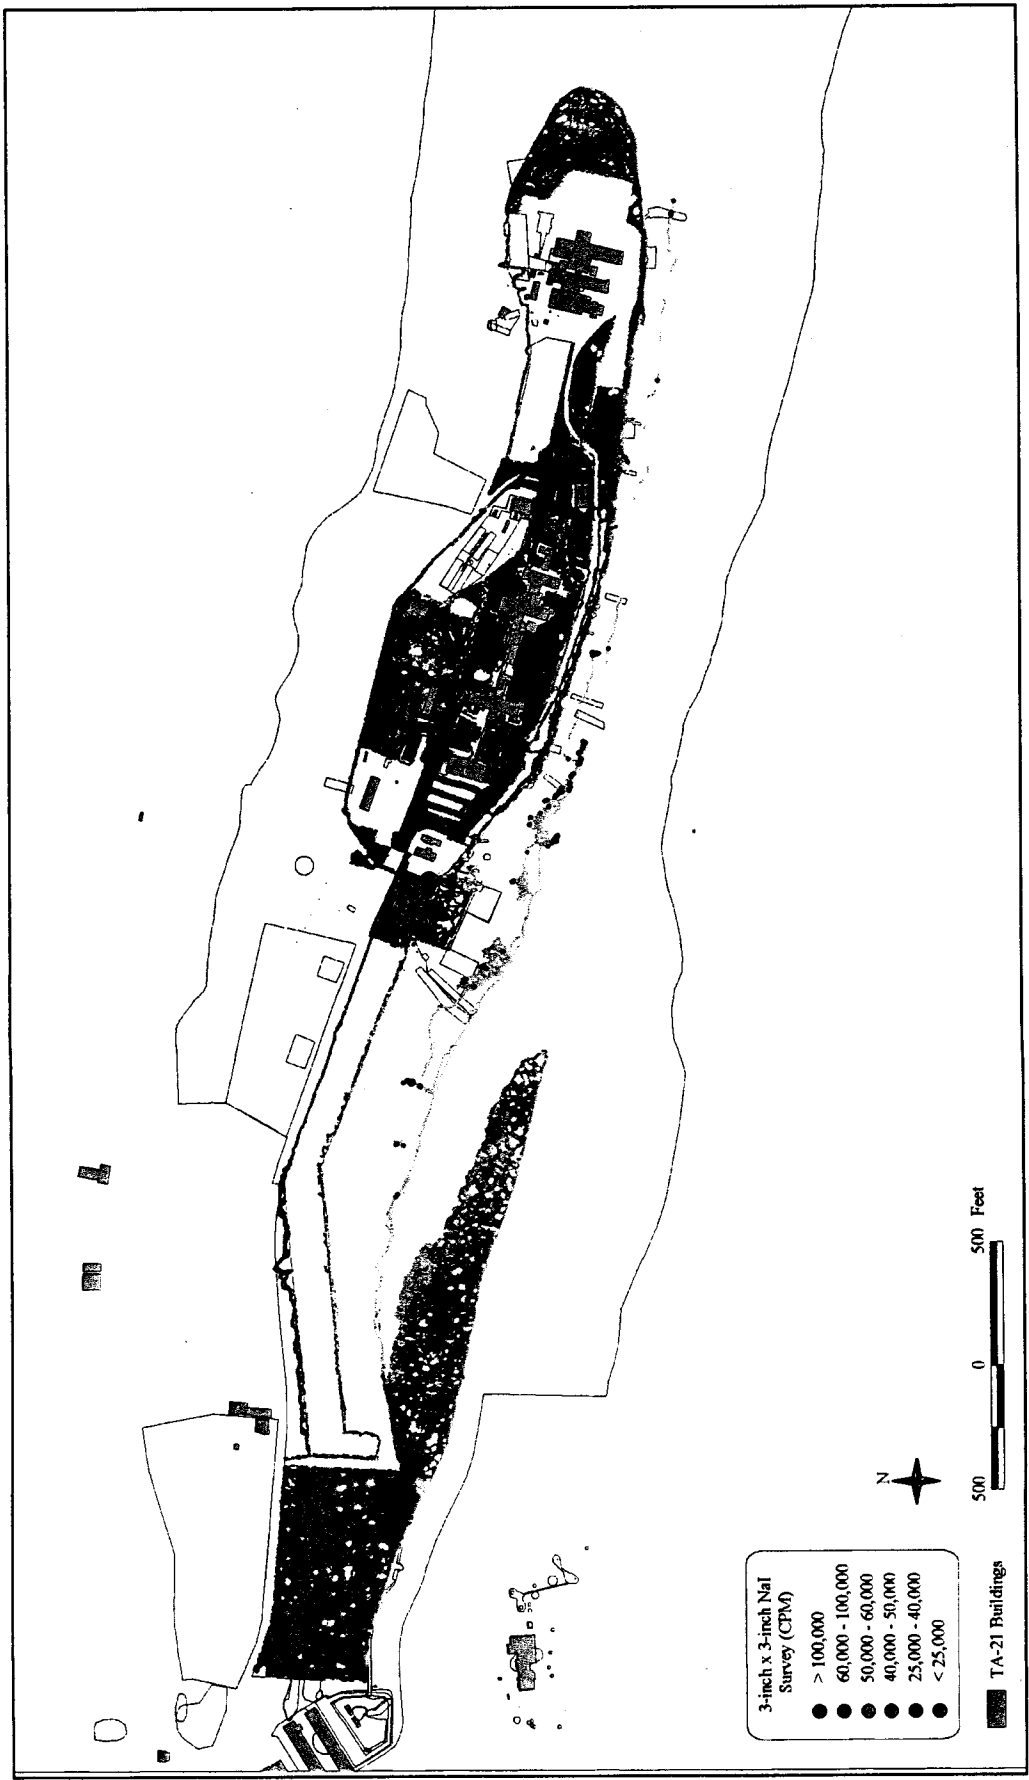 3-inch x 3-inch NaI
Survey (CPM)
> 100,000
60,000 - 100,000
50,000 - 60,000
40,000 - 50,000
25,000 - 40,000
< 25,000
TA-21 Buildings
N
500 0 500 Feet